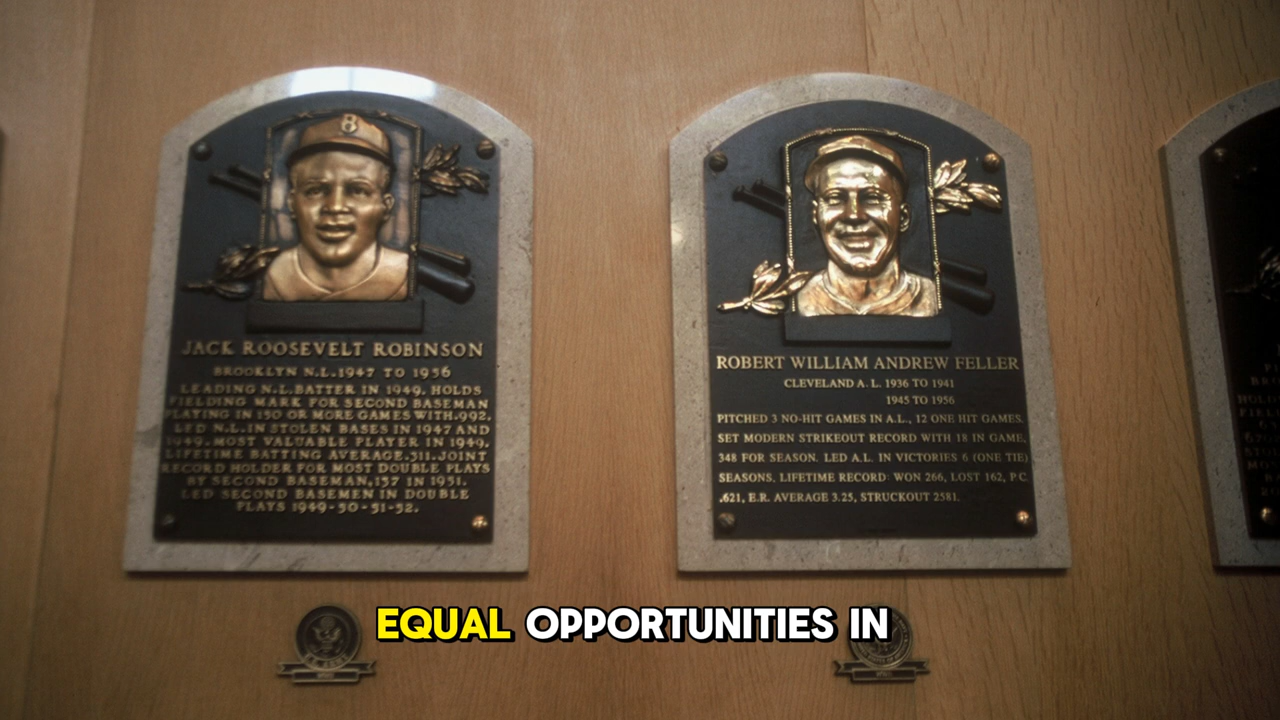 B
JACK ROOSEVELT ROBINSON
BROOKLYN N.L. 1947 TO 1956
LEADING N.L. BATTER IN 1949. HOLDS
FIELDING MARK FOR SECOND BASEMAN
PLAYING IN 150 OR MORE GAMES WITH .992.
LED N.L. IN STOLEN BASES IN 1947 AND
1949. MOST VALUABLE PLAYER IN 1949.
LIFETIME BATTING AVERAGE .311. JOINT
RECORD HOLDER FOR MOST DOUBLE PLAYS
BY SECOND BASEMAN, 137 IN 1951.
LED SECOND BASEMEN IN DOUBLE
PLAYS 1949-50-51-52.
ROBERT WILLIAM ANDREW FELLER
CLEVELAND A. L. 1936 TO 1941
1945 TO 1956
PITCHED 3 NO-HIT GAMES IN A.L., 12 ONE HIT GAMES.
SET MODERN STRIKEOUT RECORD WITH 18 IN GAME,
348 FOR SEASON. LED A.L. IN VICTORIES 6 (ONE TIE)
SEASONS. LIFETIME RECORD: WON 266, LOST 162, P.C.
.621, E.R. AVERAGE 3.25, STRUCKOUT 2581.
EQUAL OPPORTUNITIES IN
U.S. ARMY